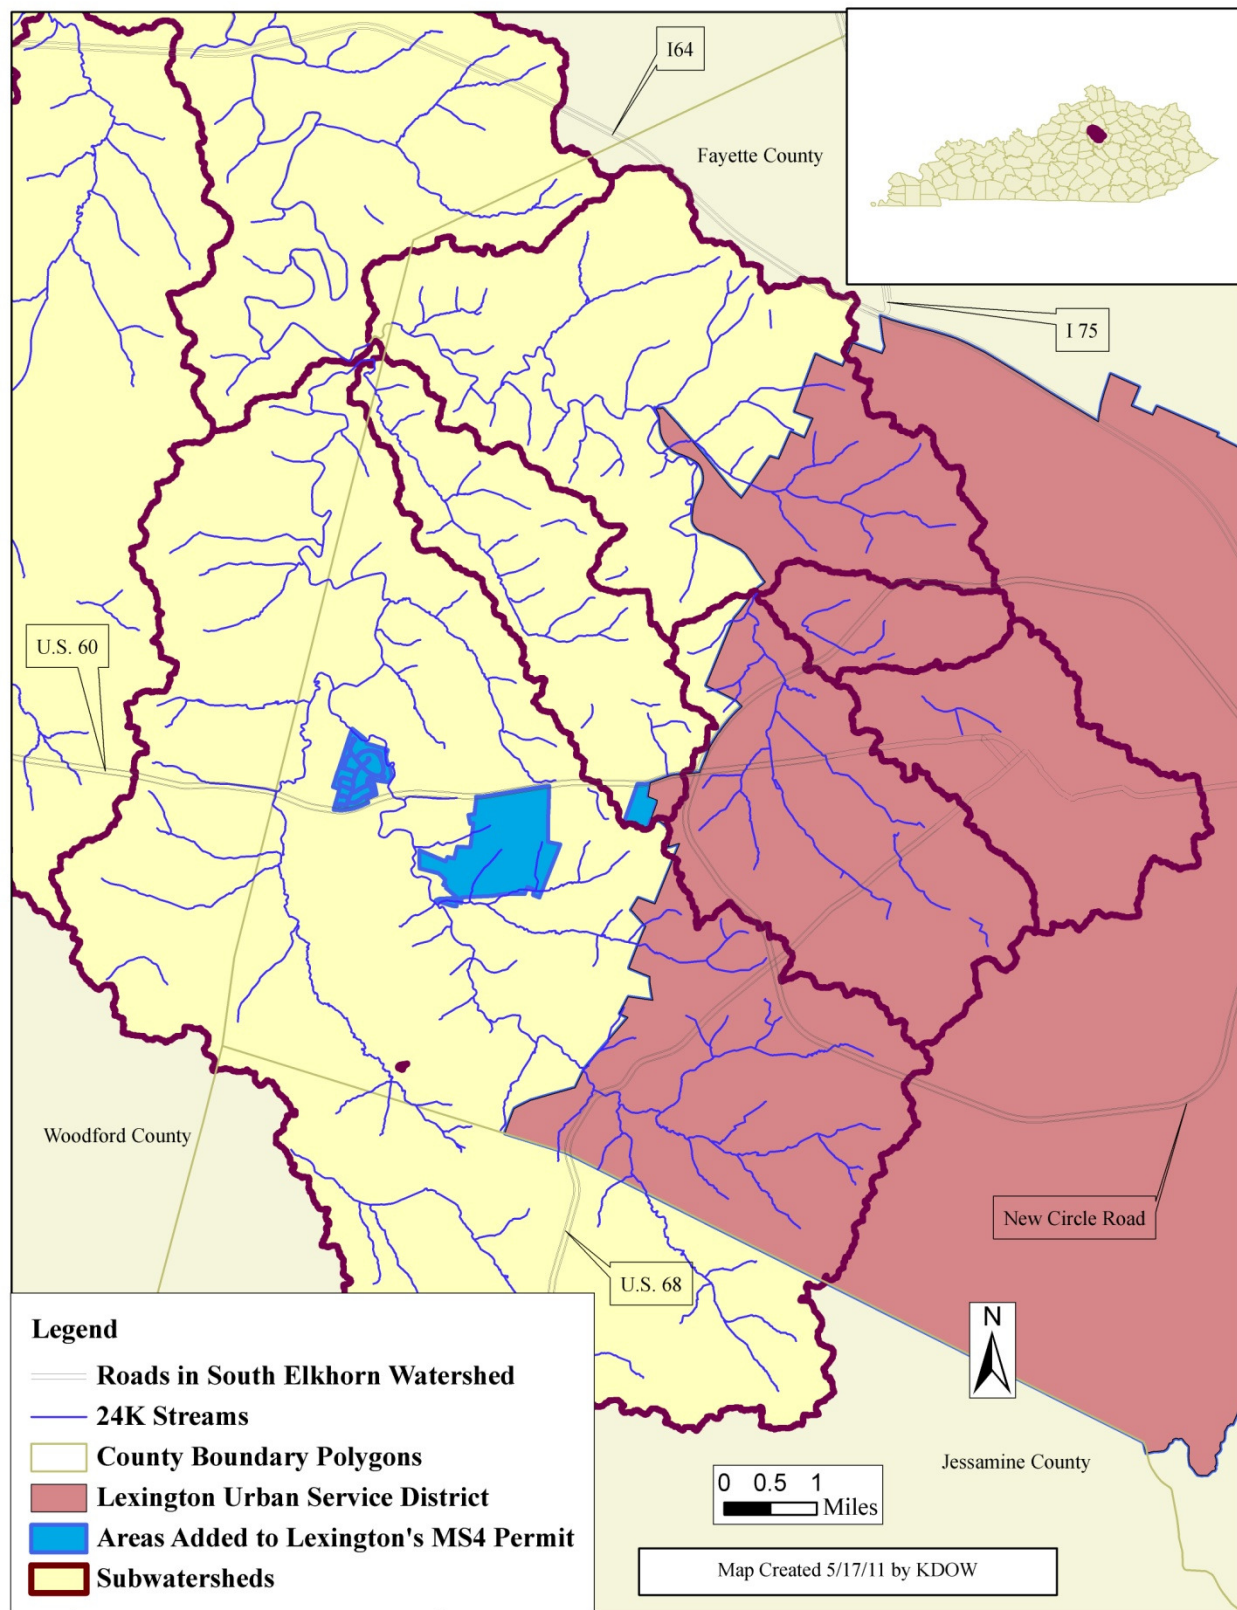 I64
Fayette County
I 75
U.S. 60
Woodford County
New Circle Road
U.S. 68
N
Legend
Roads in South Elkhorn Watershed
24K Streams
County Boundary Polygons
Lexington Urban Service District
Areas Added to Lexington's MS4 Permit
Subwatersheds
Jessamine County
0 0.5 1
Miles
Map Created 5/17/11 by KDOW